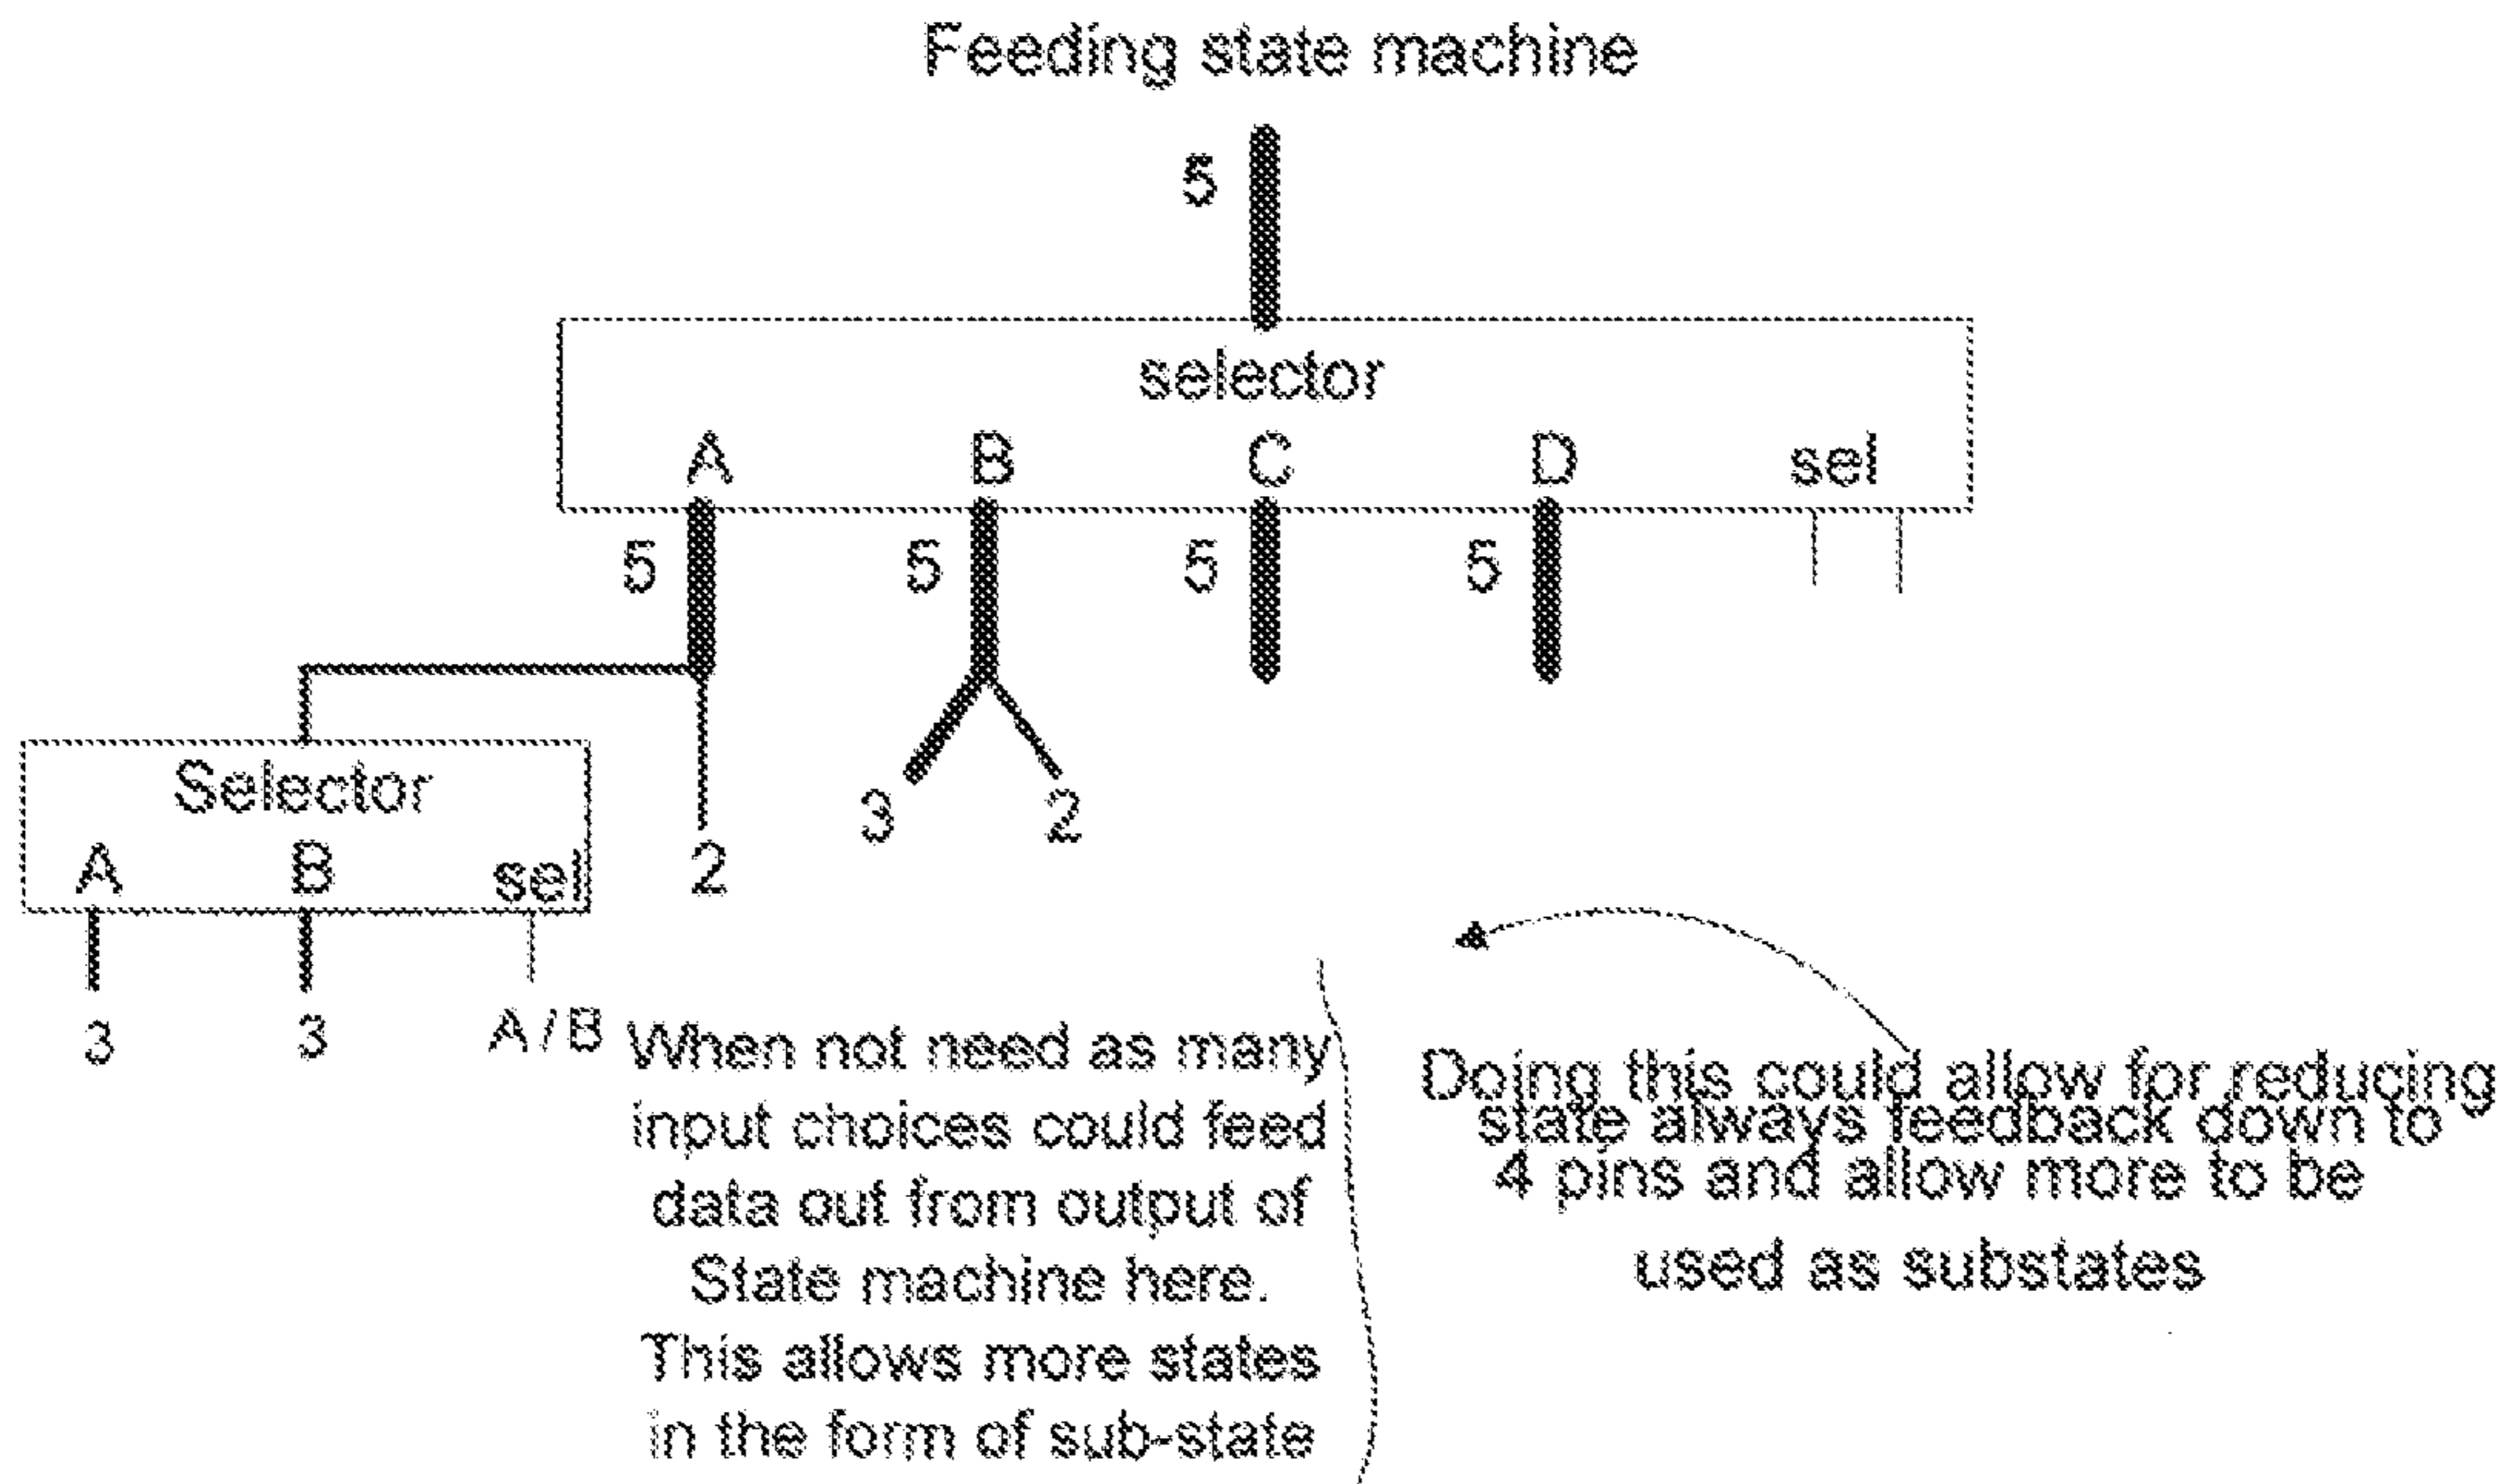 Feeding state machine
5
selector
A B C D sel
5 5 5 5
Selector
A B sel
3 2
2
3 3 A / B
When not need as many
input choices could feed
data out from output of
State machine here.
This allows more states
in the form of sub-state
Doing this could allow for reducing
state always feedback down to
4 pins and allow more to be
used as substates